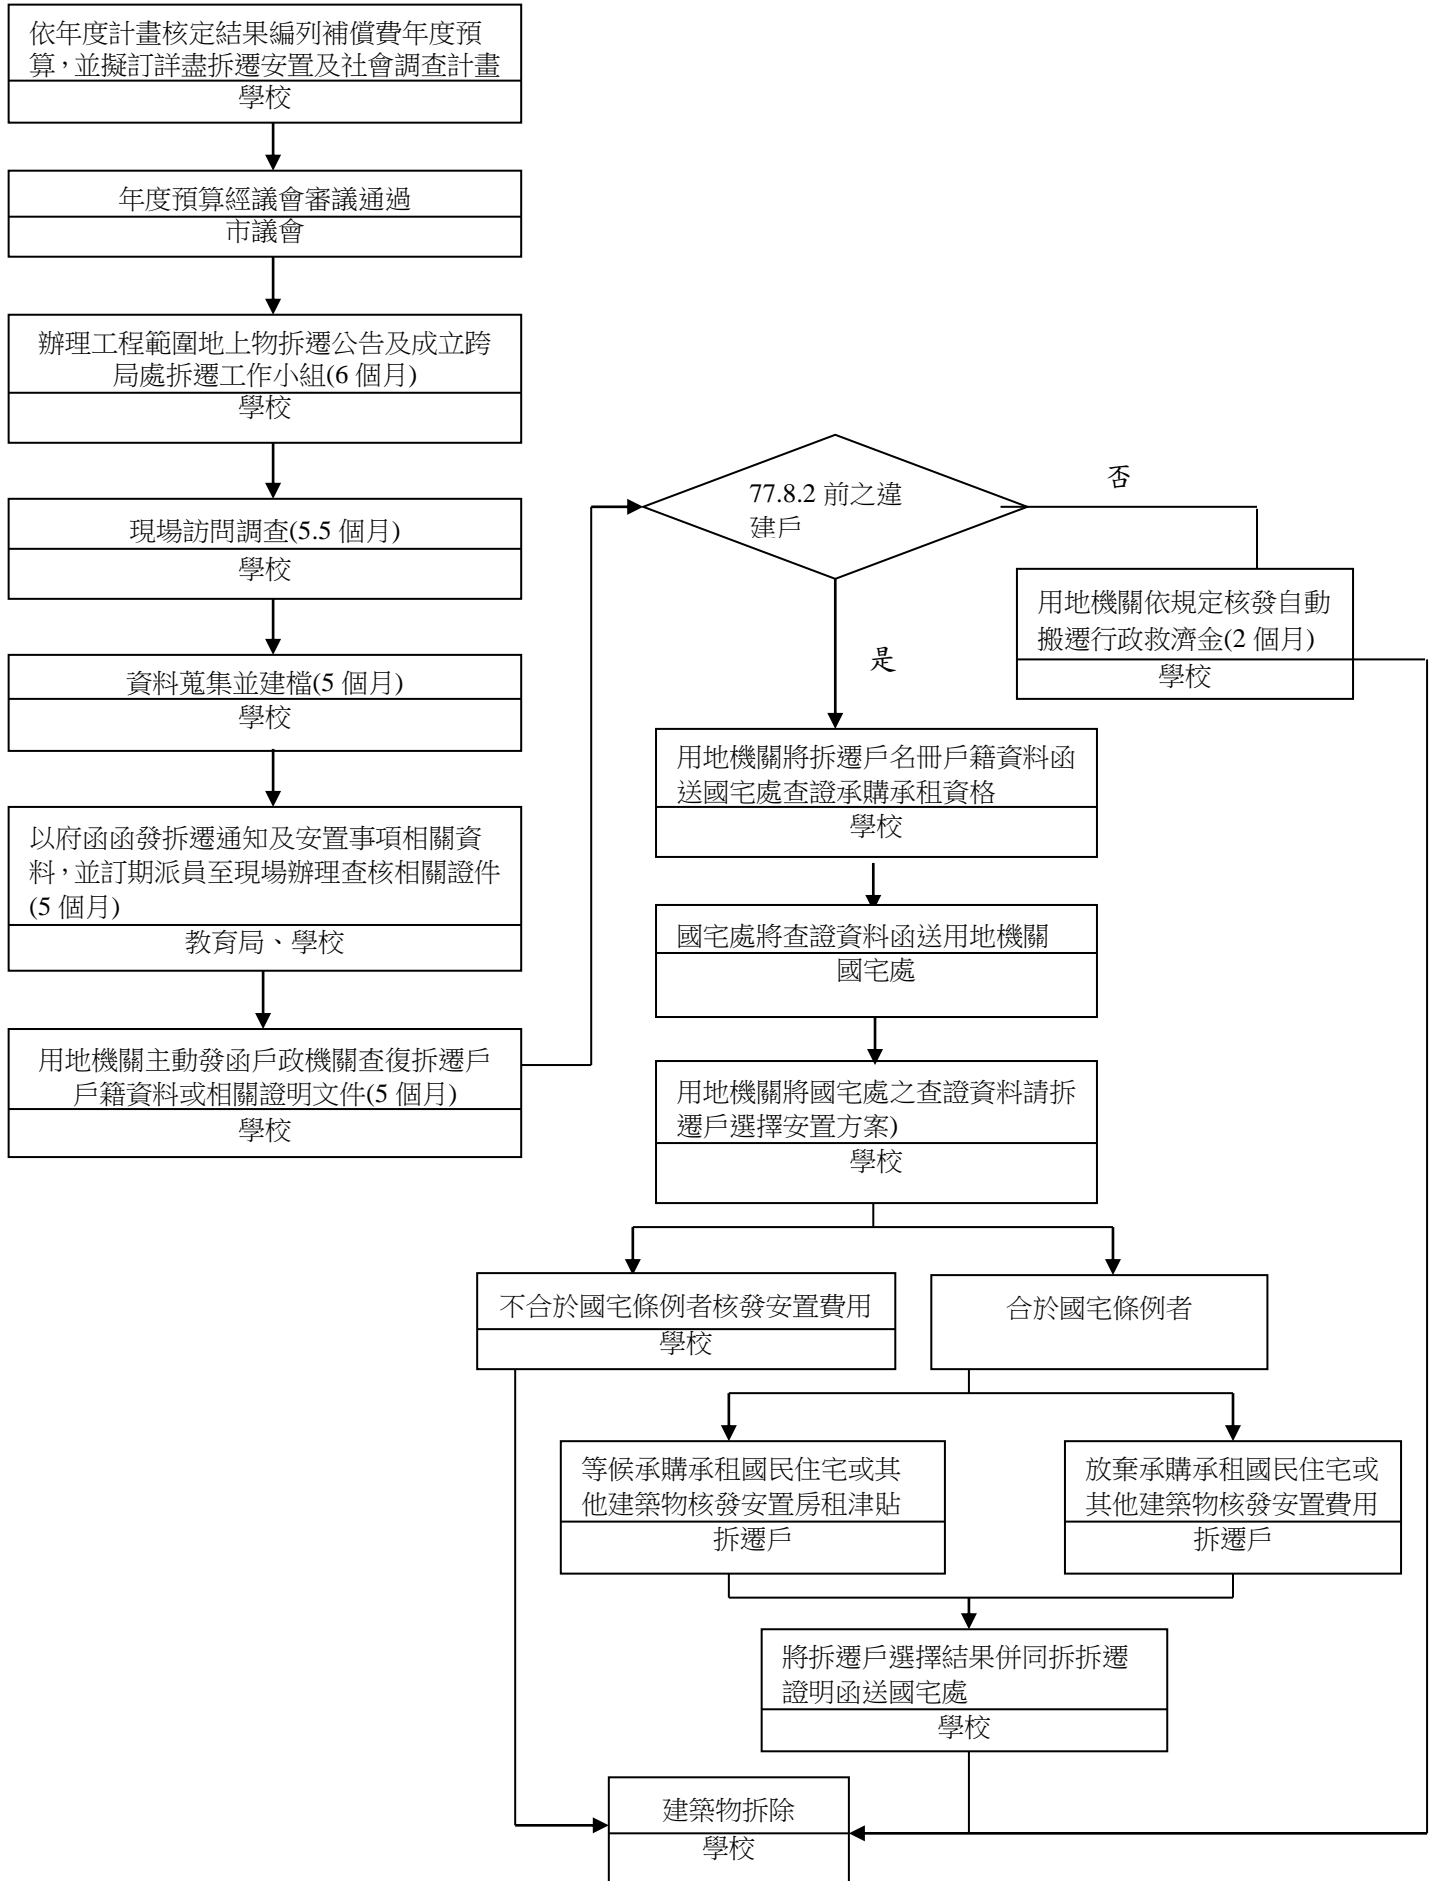 依年度計畫核定結果編列補償費年度預
算，並擬訂詳盡拆遷安置及社會調查計畫
學校
年度預算經議會審議通過
市議會
辦理工程範圍地上物拆遷公告及成立跨
局處拆遷工作小組(6 個月)
學校
現場訪問調查(5.5 個月)
學校
資料蒐集並建檔(5 個月)
學校
以府函函發拆遷通知及安置事項相關資
料，並訂期派員至現場辦理查核相關證件
(5 個月)
教育局、學校
用地機關主動發函戶政機關查復拆遷戶
戶籍資料或相關證明文件(5 個月)
學校
77.8.2 前之違
建戶
否
用地機關依規定核發自動
搬遷行政救濟金(2 個月)
學校
是
用地機關將拆遷戶名冊戶籍資料函
送國宅處查證承購承租資格
學校
國宅處將查證資料函送用地機關
國宅處
用地機關將國宅處之查證資料請拆
遷戶選擇安置方案)
學校
不合於國宅條例者核發安置費用
學校
合於國宅條例者
等候承購承租國民住宅或其
他建築物核發安置房租津貼
拆遷戶
放棄承購承租國民住宅或
其他建築物核發安置費用
拆遷戶
將拆遷戶選擇結果併同拆拆遷
證明函送國宅處
學校
建築物拆除
學校